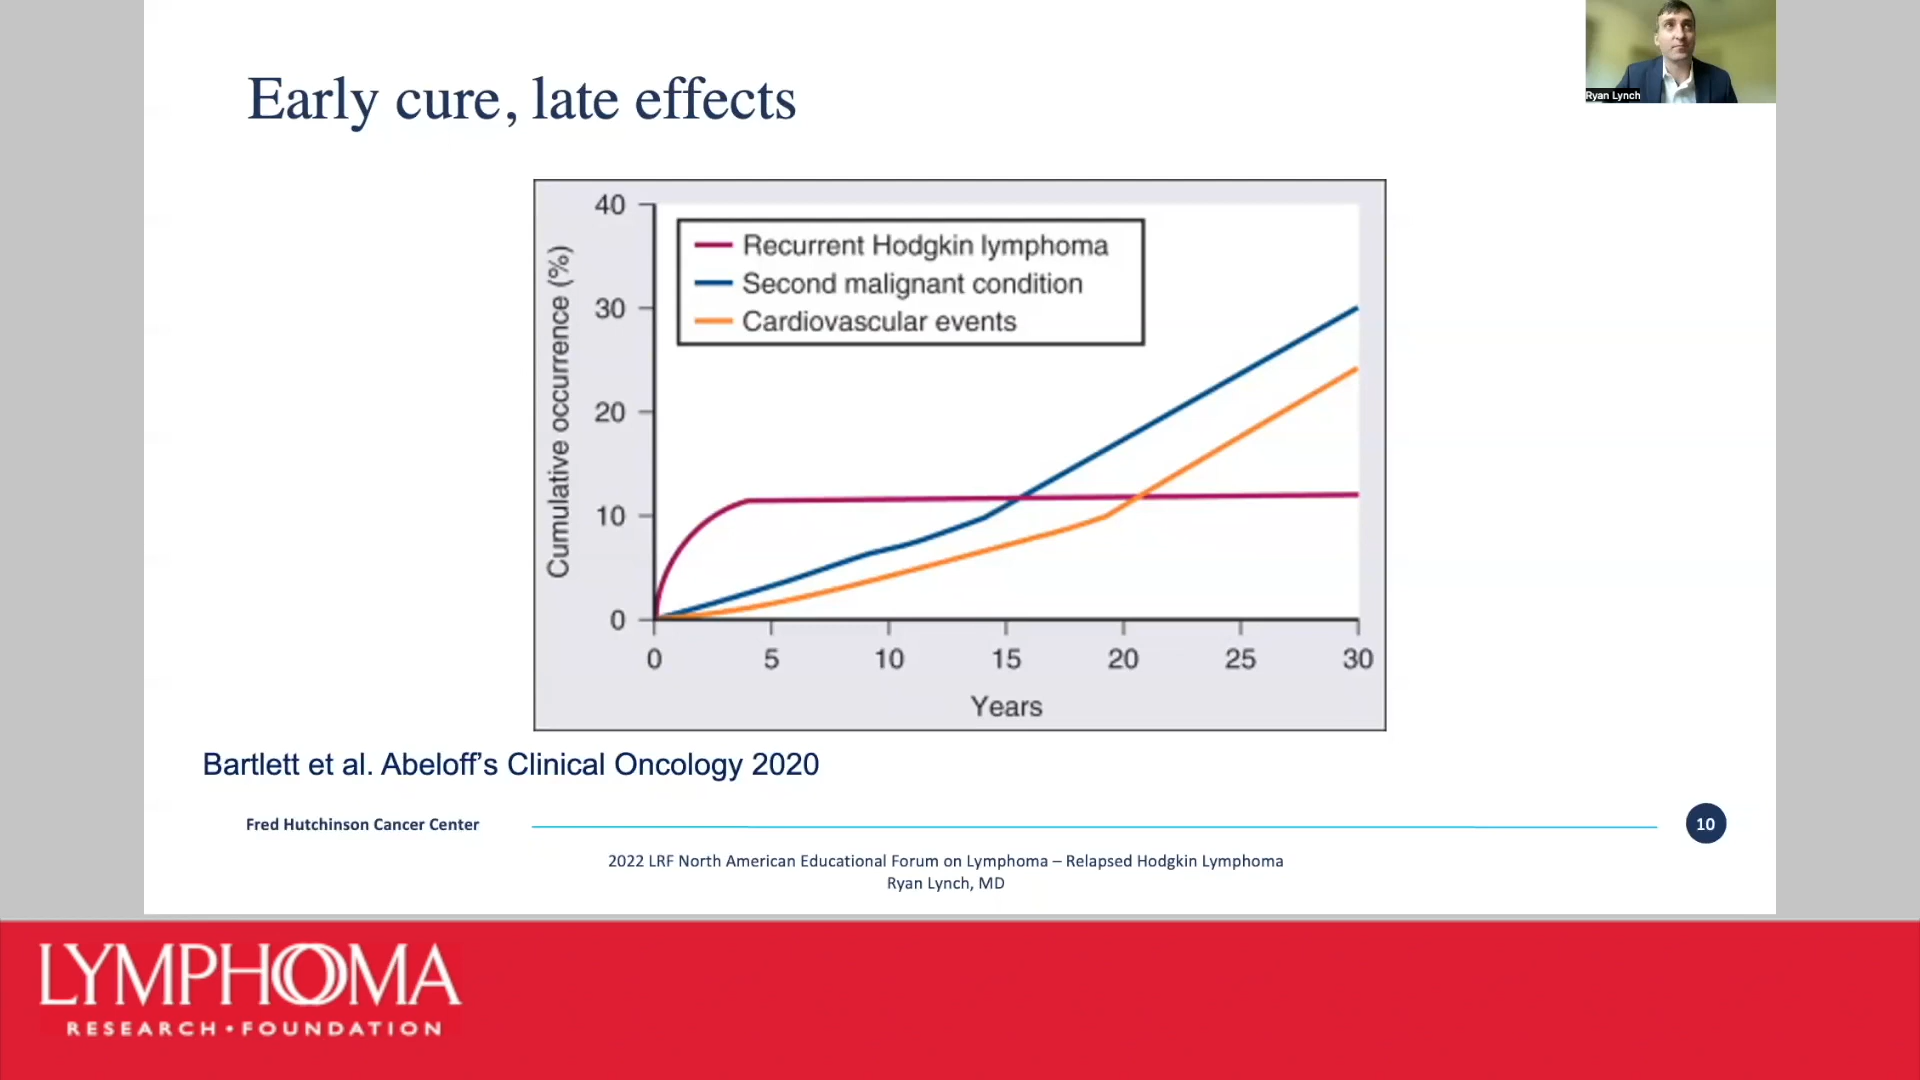 Early cure, late effects
Ryan Lynch
40
30
20
10
0
Cumulative occurrence (%)
Recurrent Hodgkin lymphoma
Second malignant condition
Cardiovascular events
0 5 10 15 20 25 30
Years
Bartlett et al. Abeloff’s Clinical Oncology 2020
Fred Hutchinson Cancer Center
10
2022 LRF North American Educational Forum on Lymphoma – Relapsed Hodgkin Lymphoma
Ryan Lynch, MD
LYMPHOMA
RESEARCH • FOUNDATION